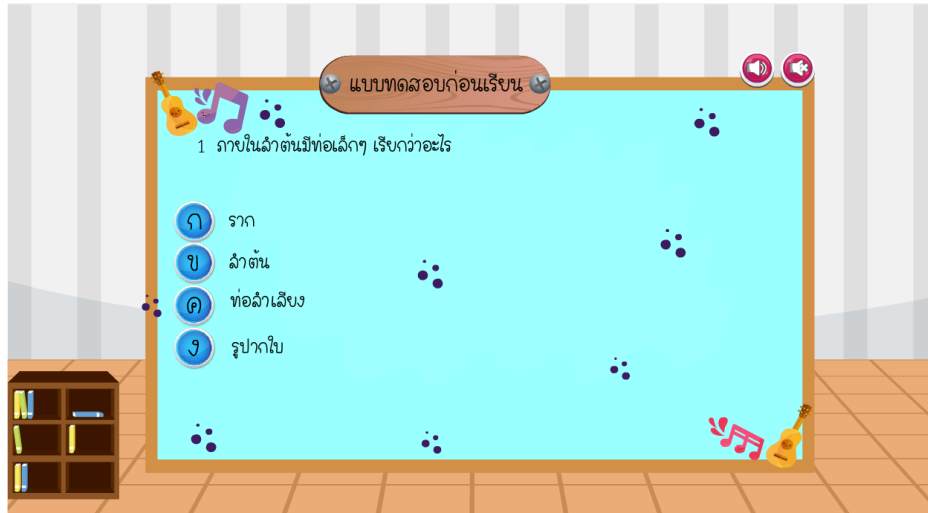 แบบทดสอบก่อนเรียน
1 ภายในลำต้นมีท่อเล็กๆ เรียกว่าอะไร
ก ราก
ข ลำต้น
ค ท่อลำเลียง
ง รูปากใบ